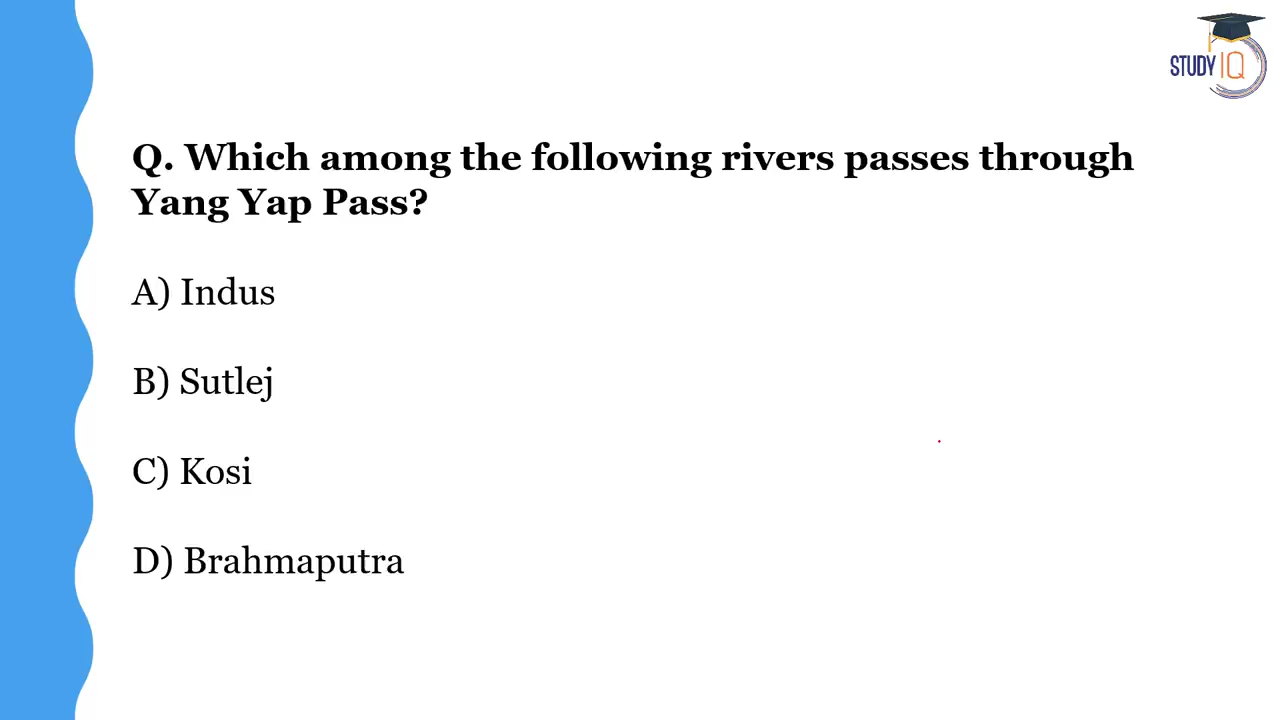 STUDY IQ
Q. Which among the following rivers passes through
Yang Yap Pass?
A) Indus
B) Sutlej
C) Kosi
D) Brahmaputra